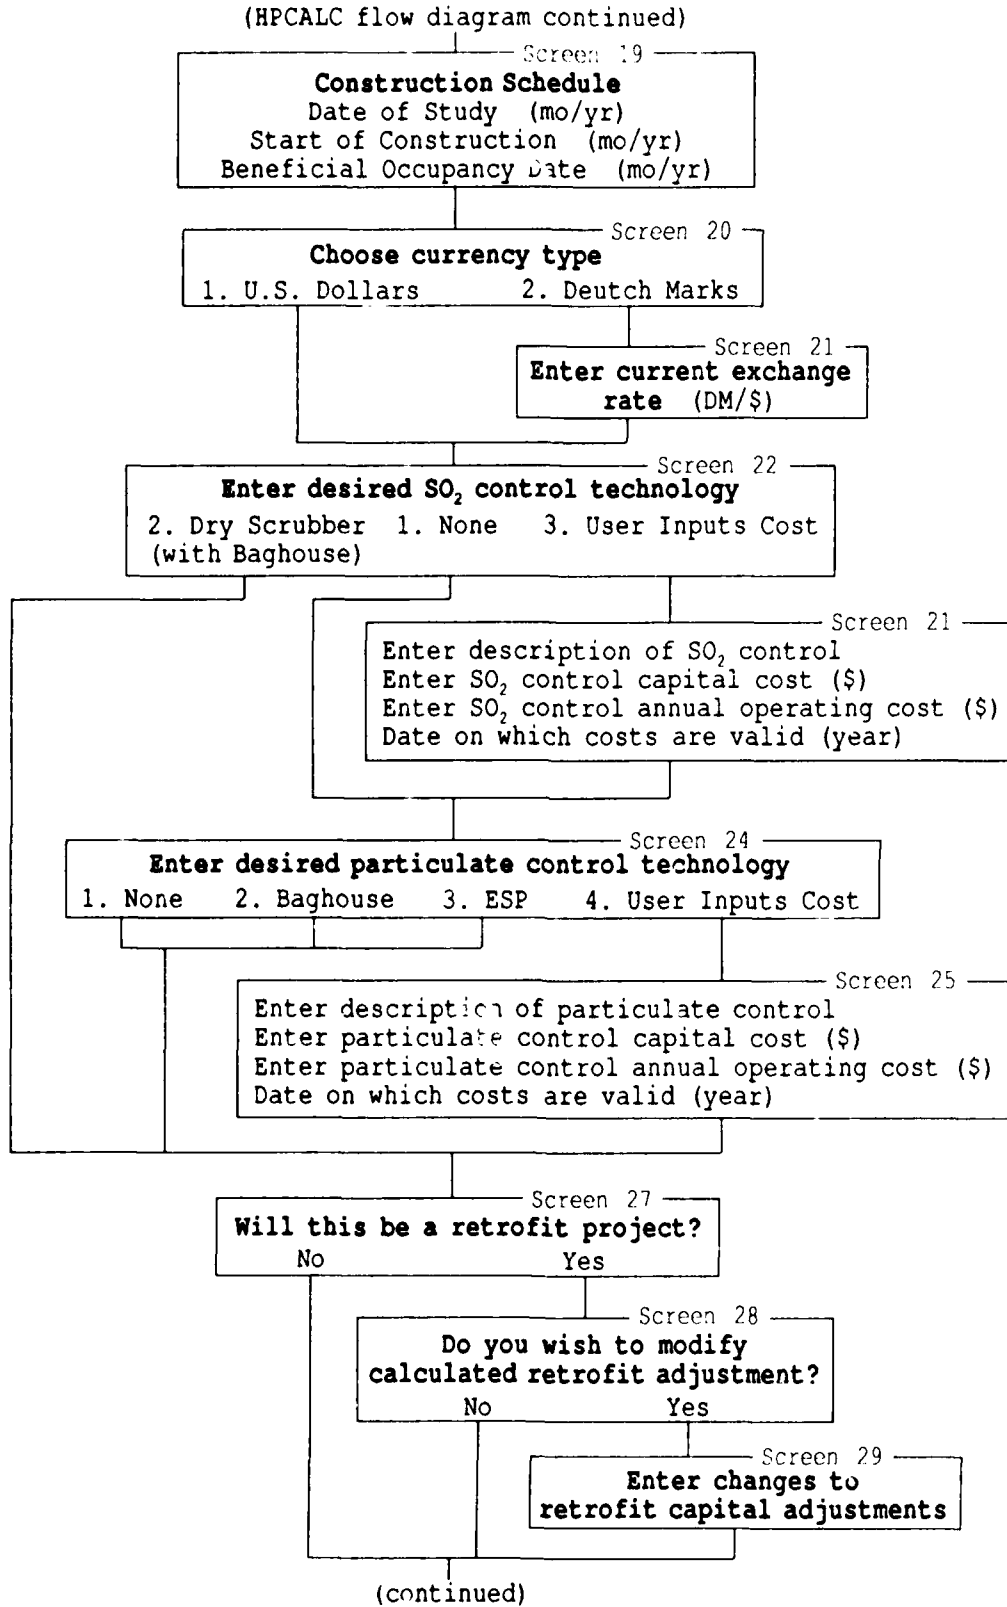 (HPCALC flow diagram continued)
Screen 19
Construction Schedule
Date of Study (mo/yr)
Start of Construction (mo/yr)
Beneficial Occupancy Date (mo/yr)
Screen 20
Choose currency type
1. U.S. Dollars 2. Deutch Marks
Screen 21
Enter current exchange
rate (DM/$)
Screen 22
Enter desired SO₂ control technology
2. Dry Scrubber 1. None 3. User Inputs Cost
(with Baghouse)
Screen 21
Enter description of SO₂ control
Enter SO₂ control capital cost ($)
Enter SO₂ control annual operating cost ($)
Date on which costs are valid (year)
Screen 24
Enter desired particulate control technology
1. None 2. Baghouse 3. ESP 4. User Inputs Cost
Screen 25
Enter description of particulate control
Enter particulate control capital cost ($)
Enter particulate control annual operating cost ($)
Date on which costs are valid (year)
Screen 27
Will this be a retrofit project?
No Yes
Screen 28
Do you wish to modify
calculated retrofit adjustment?
No Yes
Screen 29
Enter changes to
retrofit capital adjustments
(continued)